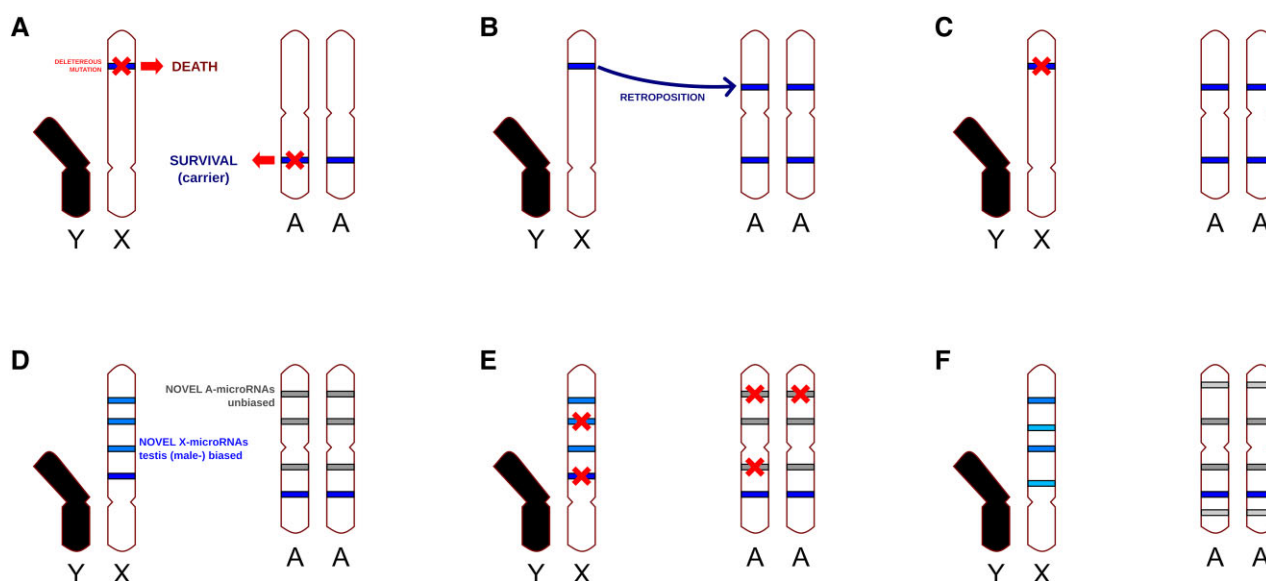 A
DELETEREOUS
MUTATION
DEATH
SURVIVAL
(carrier)
Y X
A A
B
RETROPOSITION
Y X
A A
C
Y X
A A
D
NOVEL A-microRNAs
unbiased
NOVEL X-microRNAs
testis (male-) biased
Y X
A A
E
Y X
A A
F
Y X
A A